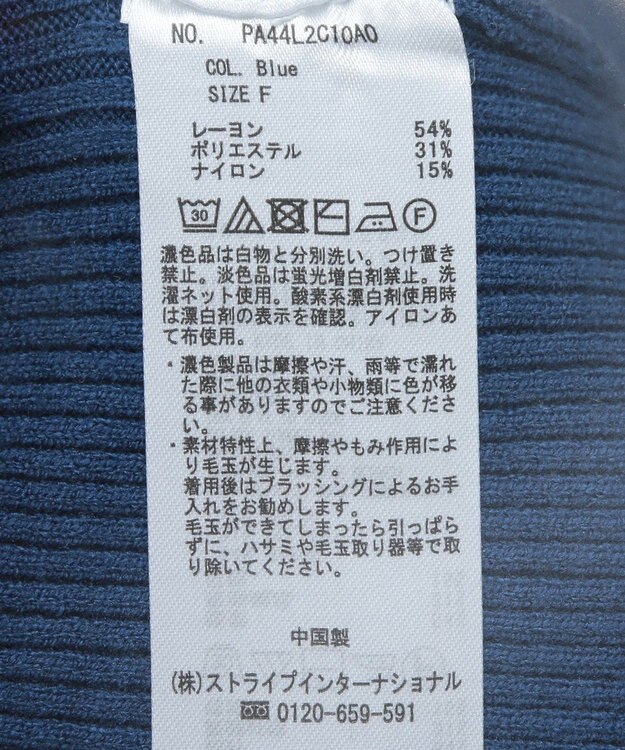 NO. PA44L2C10A0
COL. Blue
SIZE F
レーヨン 54%
ポリエステル 31%
ナイロン 15%
30 F
濃色品は白物と分別洗い。つけ置き
禁止。淡色品は蛍光増白剤禁止。洗
濯ネット使用。酸素系漂白剤使用時
は漂白剤の表示を確認。アイロンあ
て布使用。
・濃色製品は摩擦や汗、雨等で濡れ
た際に他の衣類や小物類に色が移
る事がありますのでご注意くださ
い。
・素材特性上、摩擦やもみ作用によ
り毛玉が生じます。
着用後はブラッシングによるお手
入れをお勧めします。
毛玉ができてしまったら引っぱら
ずに、ハサミや毛玉取り器等で取
り除いてください。
中国製
(株)ストライプインターナショナル
0120-659-591